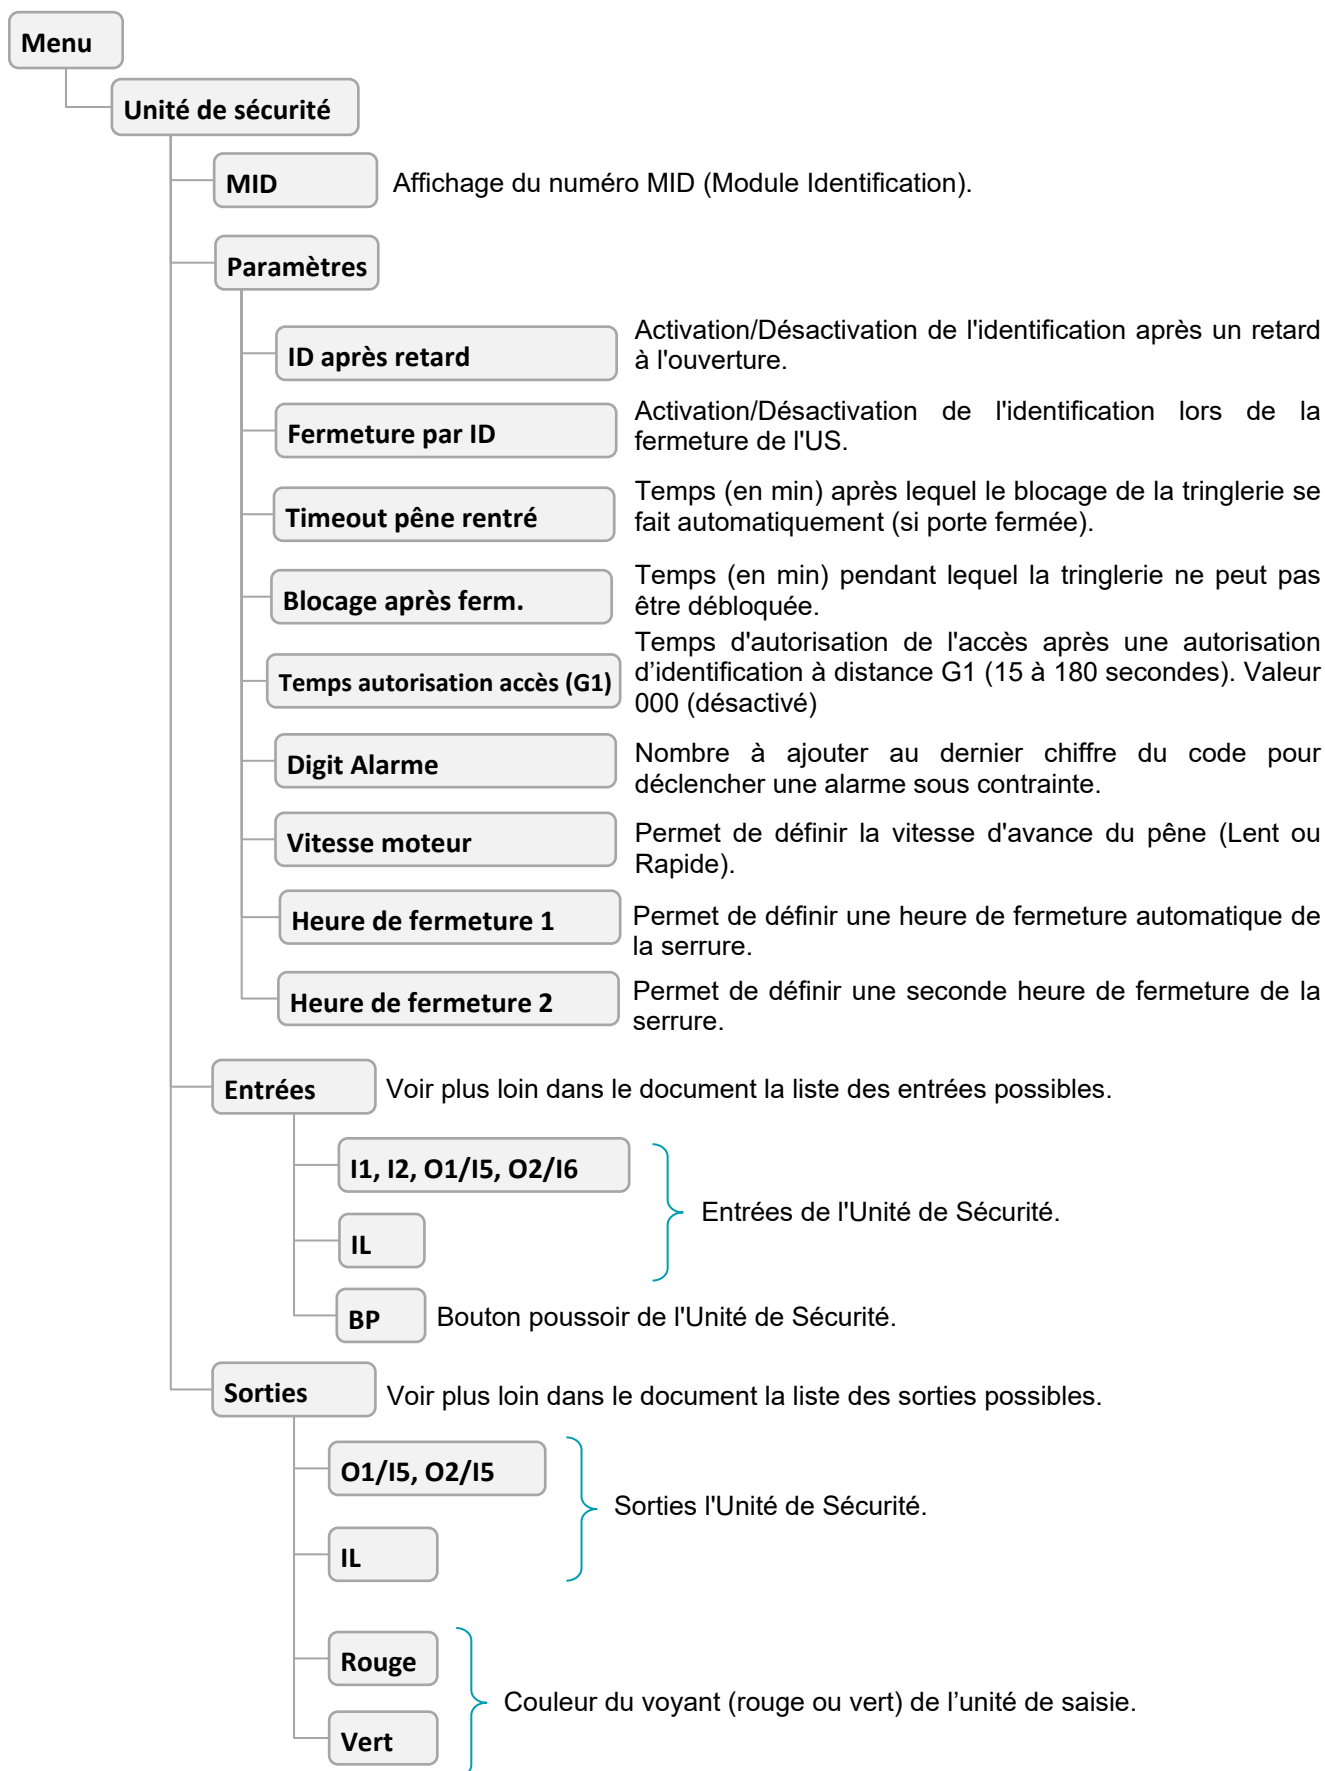 Menu
Unité de sécurité
MID
Affichage du numéro MID (Module Identification).
Paramètres
ID après retard
Activation/Désactivation de l'identification après un retard
à l'ouverture.
Fermeture par ID
Activation/Désactivation de l'identification lors de la
fermeture de l'US.
Timeout pêne rentré
Temps (en min) après lequel le blocage de la tringlerie se
fait automatiquement (si porte fermée).
Blocage après ferm.
Temps (en min) pendant lequel la tringlerie ne peut pas
être débloquée.
Temps autorisation accès (G1)
Temps d'autorisation de l'accès après une autorisation
d’identification à distance G1 (15 à 180 secondes). Valeur
000 (désactivé)
Digit Alarme
Nombre à ajouter au dernier chiffre du code pour
déclencher une alarme sous contrainte.
Vitesse moteur
Permet de définir la vitesse d'avance du pêne (Lent ou
Rapide).
Heure de fermeture 1
Permet de définir une heure de fermeture automatique de
la serrure.
Heure de fermeture 2
Permet de définir une seconde heure de fermeture de la
serrure.
Entrées
Voir plus loin dans le document la liste des entrées possibles.
I1, I2, O1/I5, O2/I6
Entrées de l'Unité de Sécurité.
IL
BP
Bouton poussoir de l'Unité de Sécurité.
Sorties
Voir plus loin dans le document la liste des sorties possibles.
O1/I5, O2/I5
Sorties l'Unité de Sécurité.
IL
Rouge
Couleur du voyant (rouge ou vert) de l’unité de saisie.
Vert